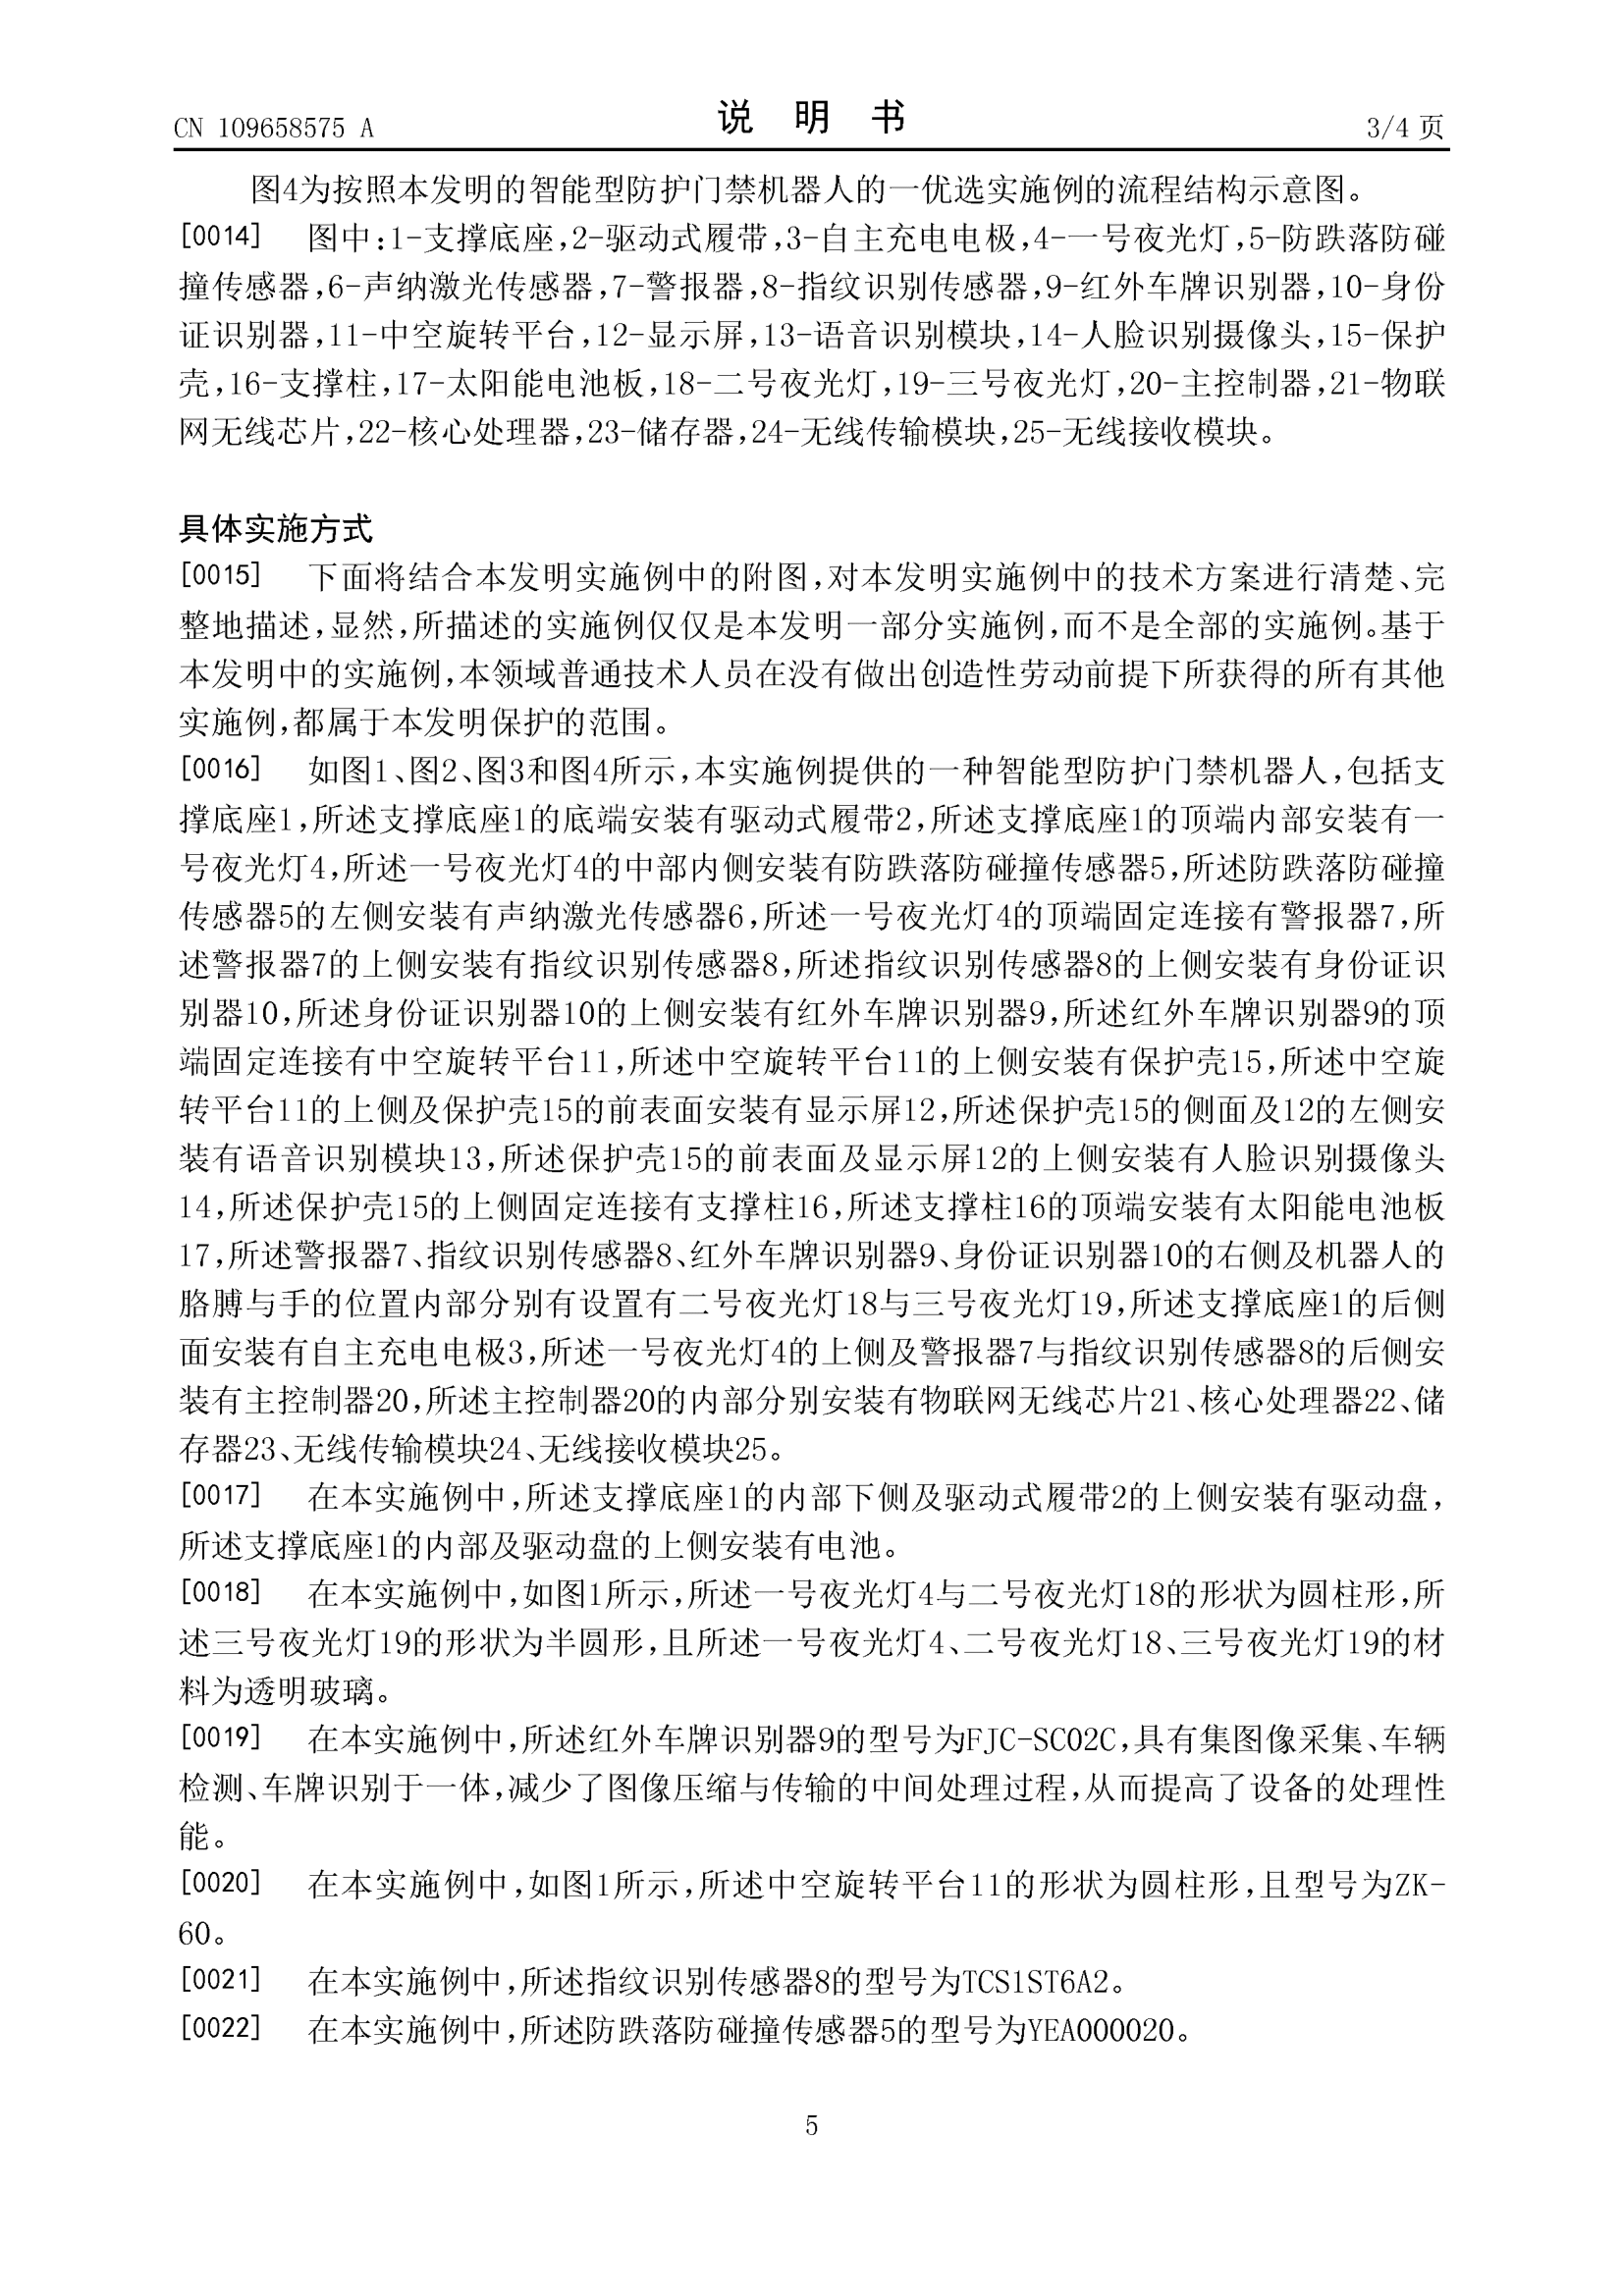 CN 109658575 A
说 明 书
3/4 页
图4为按照本发明的智能型防护门禁机器人的一优选实施例的流程结构示意图。
[0014] 图中:1-支撑底座,2-驱动式履带,3-自主充电电极,4-一号夜光灯,5-防跌落防碰
撞传感器,6-声纳激光传感器,7-警报器,8-指纹识别传感器,9-红外车牌识别器,10-身份
证识别器,11-中空旋转平台,12-显示屏,13-语音识别模块,14-人脸识别摄像头,15-保护
壳,16-支撑柱,17-太阳能电池板,18-二号夜光灯,19-三号夜光灯,20-主控制器,21-物联
网无线芯片,22-核心处理器,23-储存器,24-无线传输模块,25-无线接收模块。
具体实施方式
[0015] 下面将结合本发明实施例中的附图,对本发明实施例中的技术方案进行清楚、完
整地描述,显然,所描述的实施例仅仅是本发明一部分实施例,而不是全部的实施例。基于
本发明中的实施例,本领域普通技术人员在没有做出创造性劳动前提下所获得的所有其他
实施例,都属于本发明保护的范围。
[0016] 如图1、图2、图3和图4所示,本实施例提供的一种智能型防护门禁机器人,包括支
撑底座1,所述支撑底座1的底端安装有驱动式履带2,所述支撑底座1的顶端内部安装有一
号夜光灯4,所述一号夜光灯4的中部内侧安装有防跌落防碰撞传感器5,所述防跌落防碰撞
传感器5的左侧安装有声纳激光传感器6,所述一号夜光灯4的顶端固定连接有警报器7,所
述警报器7的上侧安装有指纹识别传感器8,所述指纹识别传感器8的上侧安装有身份证识
别器10,所述身份证识别器10的上侧安装有红外车牌识别器9,所述红外车牌识别器9的顶
端固定连接有中空旋转平台11,所述中空旋转平台11的上侧安装有保护壳15,所述中空旋
转平台11的上侧及保护壳15的前表面安装有显示屏12,所述保护壳15的侧面及12的左侧安
装有语音识别模块13,所述保护壳15的前表面及显示屏12的上侧安装有人脸识别摄像头
14,所述保护壳15的上侧固定连接有支撑柱16,所述支撑柱16的顶端安装有太阳能电池板
17,所述警报器7、指纹识别传感器8、红外车牌识别器9、身份证识别器10的右侧及机器人的
胳膊与手的位置内部分别有设置有二号夜光灯18与三号夜光灯19,所述支撑底座1的后侧
面安装有自主充电电极3,所述一号夜光灯4的上侧及警报器7与指纹识别传感器8的后侧安
装有主控制器20,所述主控制器20的内部分别安装有物联网无线芯片21、核心处理器22、储
存器23、无线传输模块24、无线接收模块25。
[0017] 在本实施例中,所述支撑底座1的内部下侧及驱动式履带2的上侧安装有驱动盘,
所述支撑底座1的内部及驱动盘的上侧安装有电池。
[0018] 在本实施例中,如图1所示,所述一号夜光灯4与二号夜光灯18的形状为圆柱形,所
述三号夜光灯19的形状为半圆形,且所述一号夜光灯4、二号夜光灯18、三号夜光灯19的材
料为透明玻璃。
[0019] 在本实施例中,所述红外车牌识别器9的型号为FJC-SC02C,具有集图像采集、车辆
检测、车牌识别于一体,减少了图像压缩与传输的中间处理过程,从而提高了设备的处理性
能。
[0020] 在本实施例中,如图1所示,所述中空旋转平台11的形状为圆柱形,且型号为ZK-
60。
[0021] 在本实施例中,所述指纹识别传感器8的型号为TCS1ST6A2。
[0022] 在本实施例中,所述防跌落防碰撞传感器5的型号为YEA000020。
5